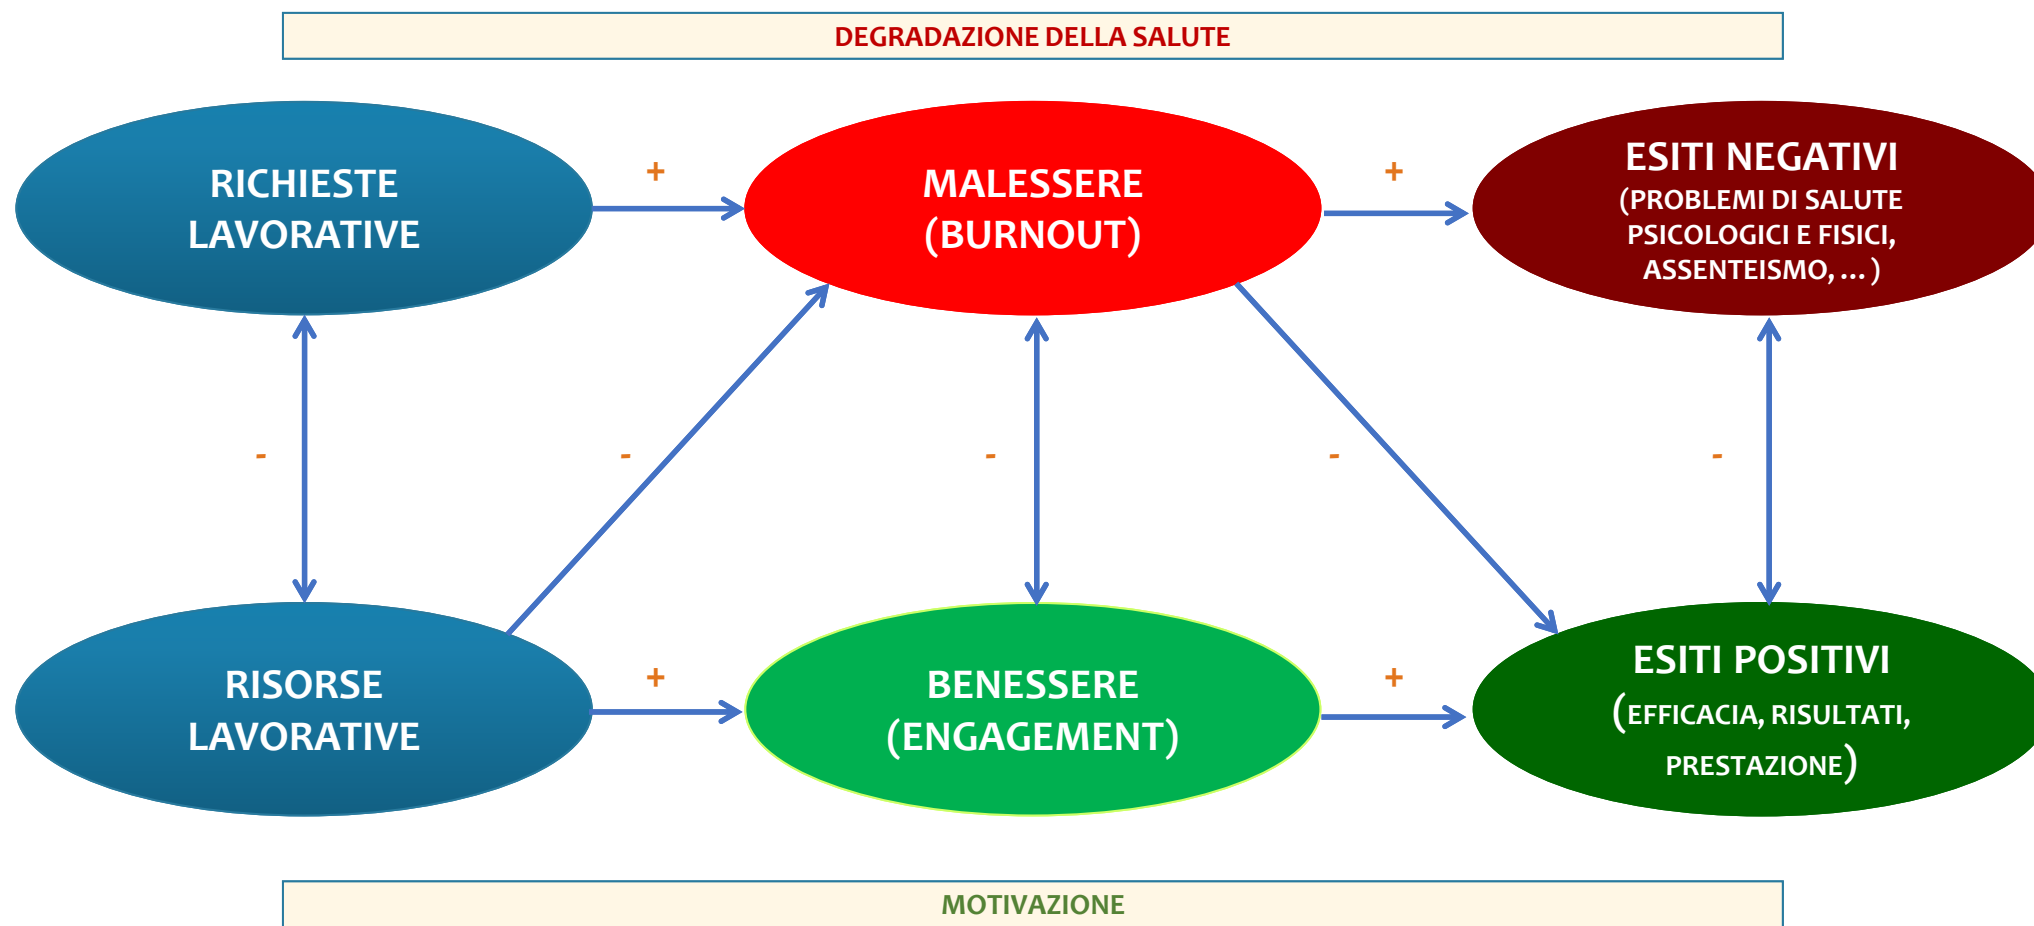 DEGRADAZIONE DELLA SALUTE
RICHIESTE
LAVORATIVE
+
MALESSERE
(BURNOUT)
+
ESITI NEGATIVI
(PROBLEMI DI SALUTE
PSICOLOGICI E FISICI,
ASSENTEISMO, ... )
-
-
-
-
-
RISORSE
LAVORATIVE
+
BENESSERE
(ENGAGEMENT)
+
ESITI POSITIVI
(EFFICACIA, RISULTATI,
PRESTAZIONE)
MOTIVAZIONE